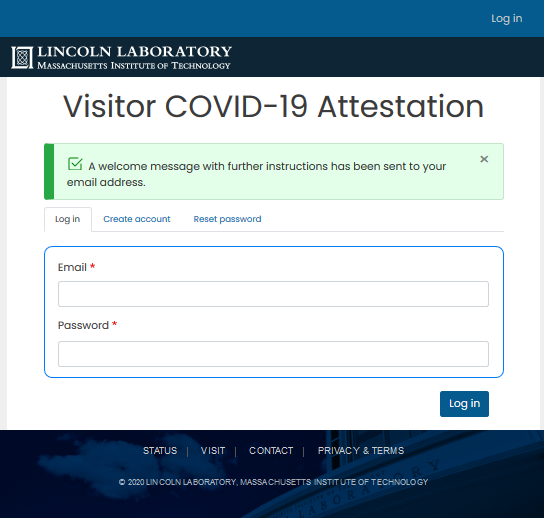 Log in
LINCOLN LABORATORY
MASSACHUSETTS INSTITUTE OF TECHNOLOGY
Visitor COVID-19 Attestation
A welcome message with further instructions has been sent to your
email address.
×
Log in Create account Reset password
Email *
Password *
Log in
STATUS | VISIT | CONTACT | PRIVACY & TERMS
© 2020 LINCOLN LABORATORY, MASSACHUSETTS INSTITUTE OF TECHNOLOGY
LABORATORY